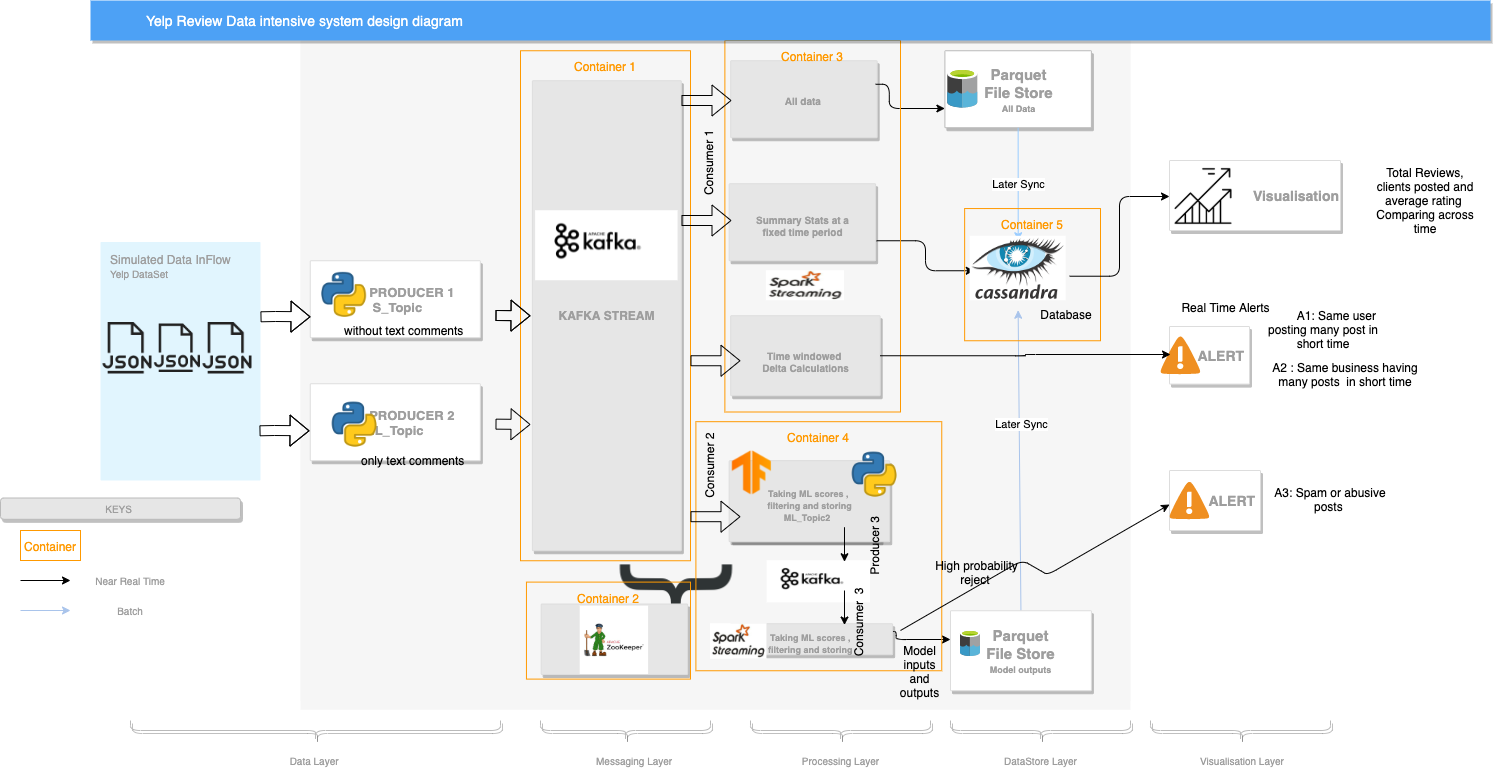 Yelp Review Data intensive system design diagram
Simulated Data InFlow
Yelp DataSet
JSON
JSON
JSON
PRODUCER 1
S_Topic
without text comments
PRODUCER 2
L_Topic
only text comments
KEYS
Container
Near Real Time
Batch
Container 1
APACHE
kafka
KAFKA STREAM
Container 2
ZooKeeper
Container 3
Consumer 1
All data
Summary Stats at a
fixed time period
Spark
Streaming
Time windowed
Delta Calculations
Container 4
Consumer 2
Taking ML scores ,
filtering and storing
ML_Topic2
Producer 3
kafka
Consumer 3
Spark
Streaming
Taking ML scores ,
filtering and storing
Model
inputs
and
outputs
High probability
reject
Parquet
File Store
All Data
Later Sync
Container 5
cassandra
Database
Later Sync
Parquet
File Store
Model outputs
Visualisation
Total Reviews,
clients posted and
average rating
Comparing across
time
Real Time Alerts
ALERT
A1: Same user
posting many post in
short time
A2 : Same business having
many posts in short time
ALERT
A3: Spam or abusive
posts
Data Layer
Messaging Layer
Processing Layer
DataStore Layer
Visualisation Layer